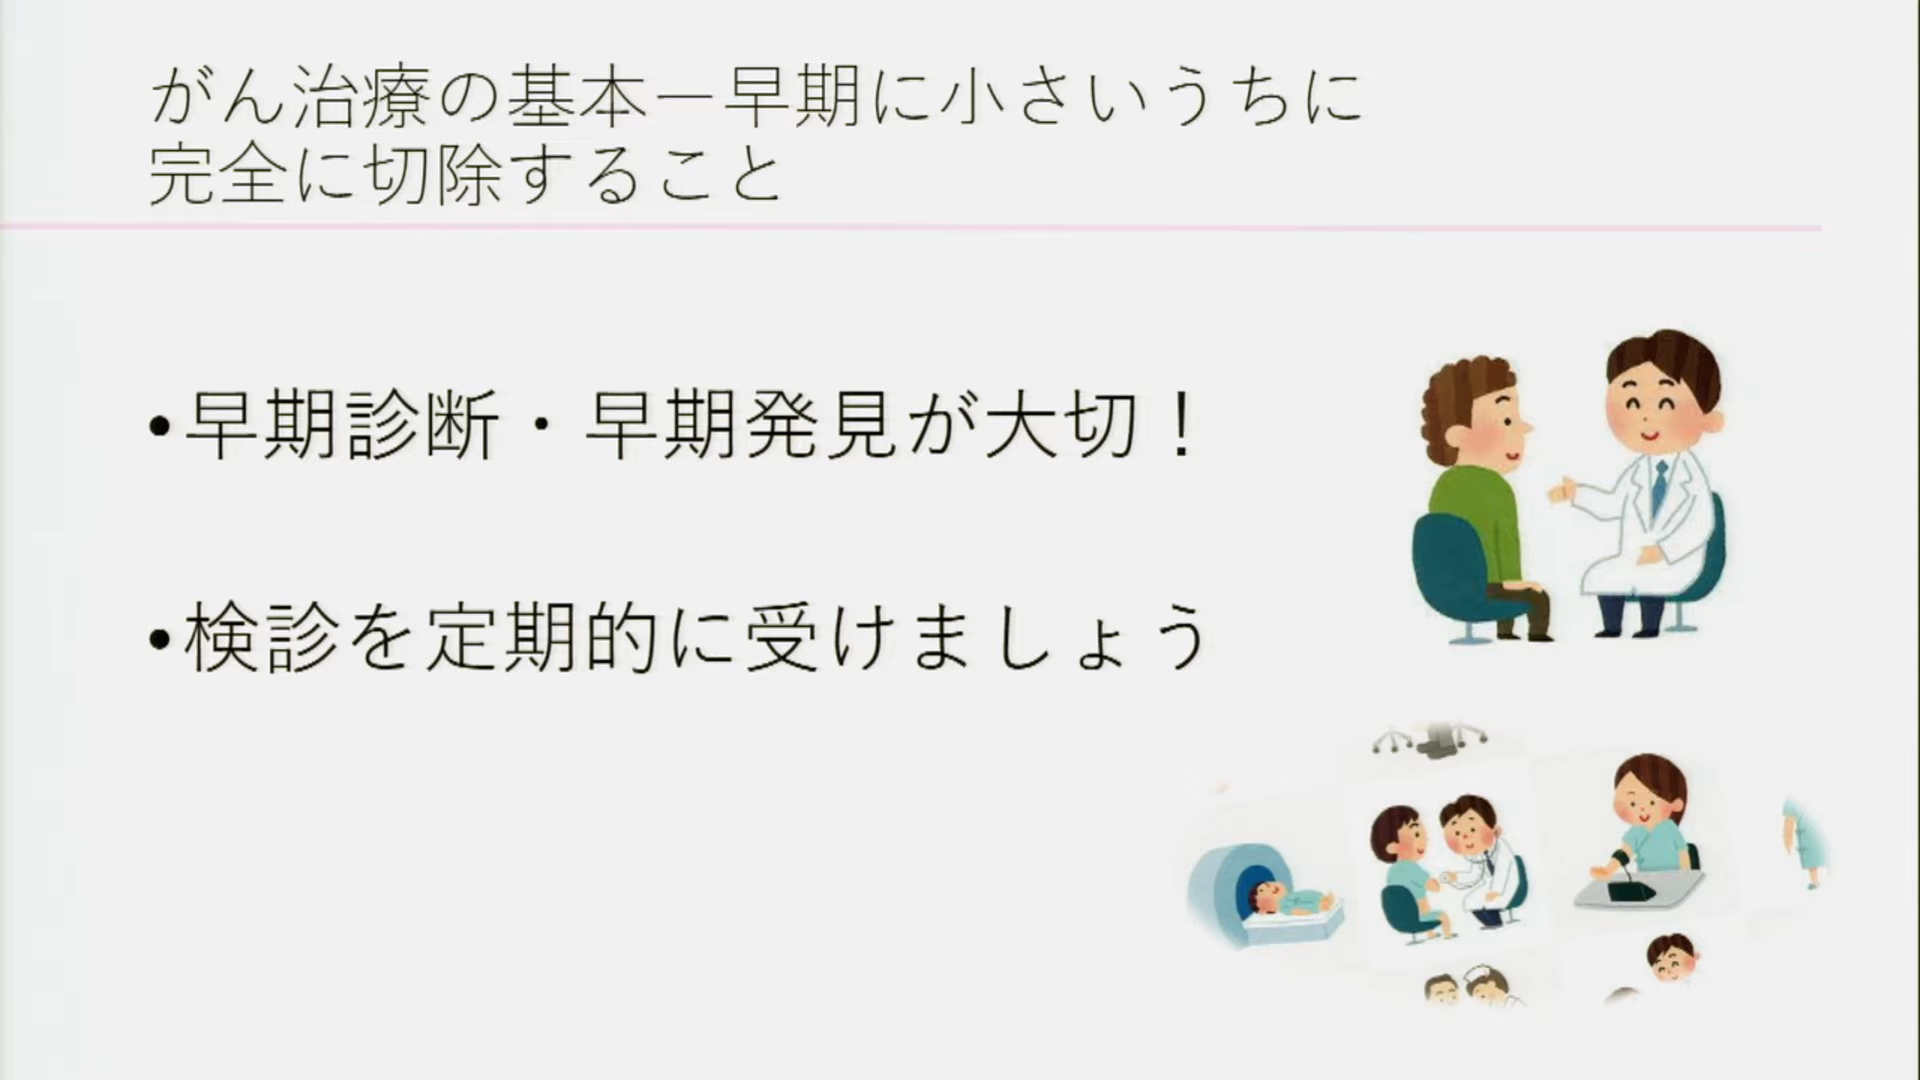 がん治療の基本ー早期に小さいうちに
完全に切除すること
•早期診断・早期発見が大切！
•検診を定期的に受けましょう